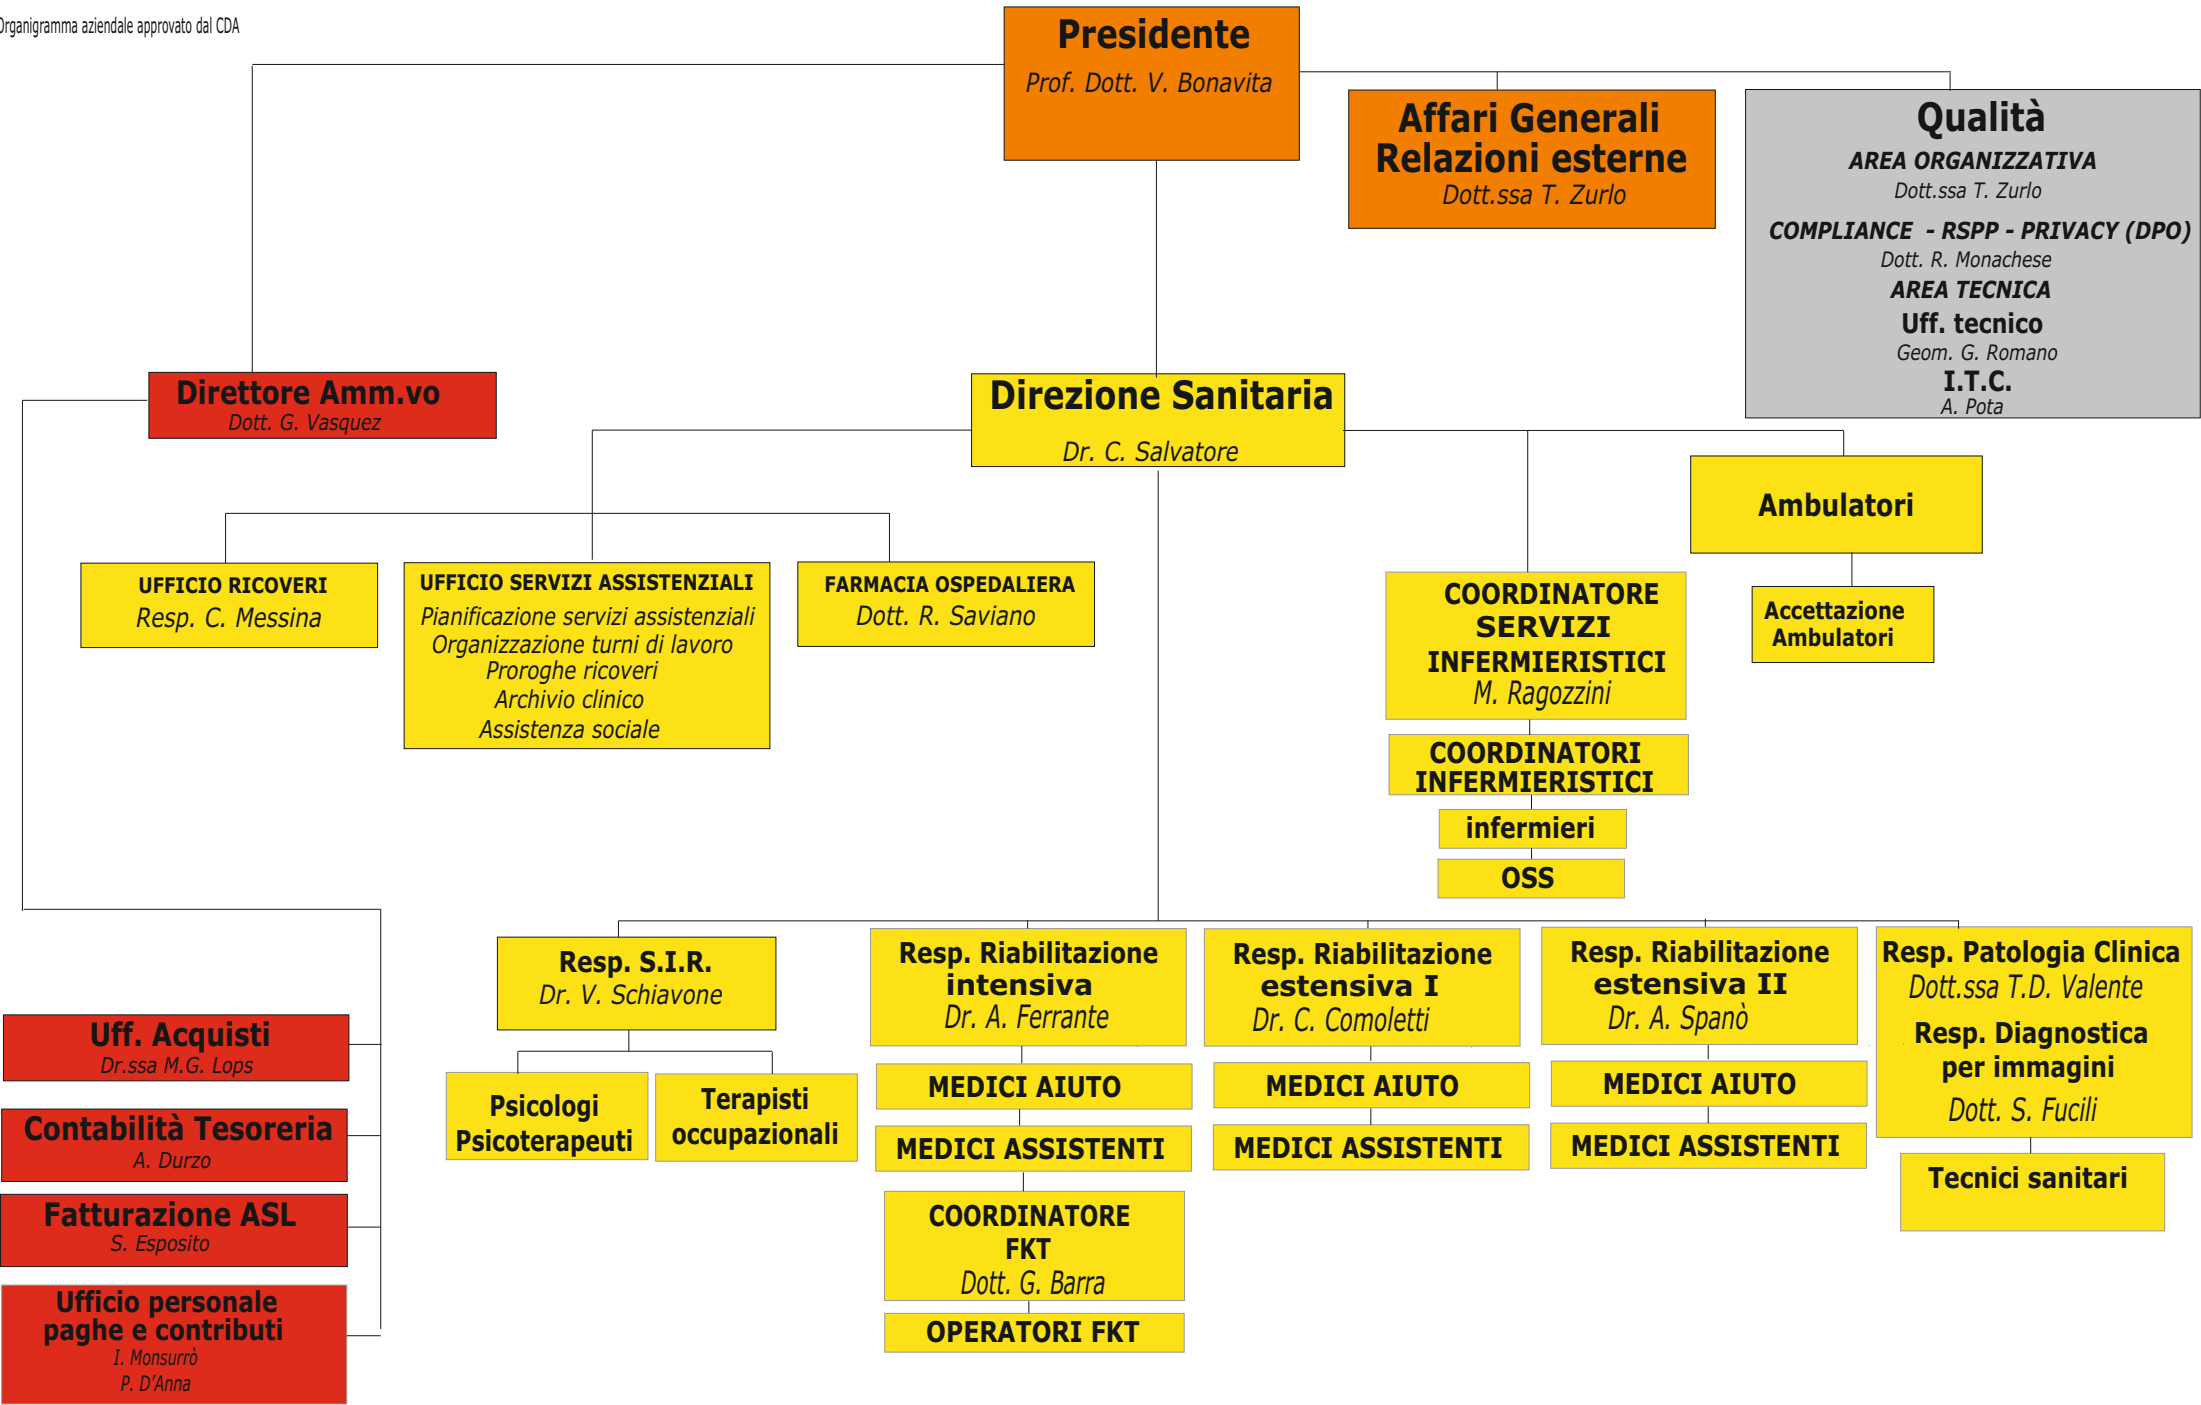 Organigramma aziendale approvato dal CDA
Presidente
Prof. Dott. V. Bonavita
Affari Generali
Relazioni esterne
Dott.ssa T. Zurlo
Qualità
AREA ORGANIZZATIVA
Dott.ssa T. Zurlo
COMPLIANCE - RSPP - PRIVACY (DPO)
Dott. R. Monachese
AREA TECNICA
Uff. tecnico
Geom. G. Romano
I.T.C.
A. Pota
Direttore Amm.vo
Dott. G. Vasquez
Direzione Sanitaria
Dr. C. Salvatore
Ambulatori
Accettazione
Ambulatori
UFFICIO RICOVERI
Resp. C. Messina
UFFICIO SERVIZI ASSISTENZIALI
Pianificazione servizi assistenziali
Organizzazione turni di lavoro
Proroghe ricoveri
Archivio clinico
Assistenza sociale
FARMACIA OSPEDALIERA
Dott. R. Saviano
COORDINATORE
SERVIZI
INFERMIERISTICI
M. Ragozzini
COORDINATORI
INFERMIERISTICI
infermieri
OSS
Resp. S.I.R.
Dr. V. Schiavone
Psicologi
Psicoterapeuti
Terapisti
occupazionali
Resp. Riabilitazione
intensiva
Dr. A. Ferrante
MEDICI AIUTO
MEDICI ASSISTENTI
COORDINATORE
FKT
Dott. G. Barra
OPERATORI FKT
Resp. Riabilitazione
estensiva I
Dr. C. Comoletti
MEDICI AIUTO
MEDICI ASSISTENTI
Resp. Riabilitazione
estensiva II
Dr. A. Spanò
MEDICI AIUTO
MEDICI ASSISTENTI
Resp. Patologia Clinica
Dott.ssa T.D. Valente
Resp. Diagnostica
per immagini
Dott. S. Fucili
Tecnici sanitari
Uff. Acquisti
Dr.ssa M.G. Lops
Contabilità Tesoreria
A. Durzo
Fatturazione ASL
S. Esposito
Ufficio personale
paghe e contributi
I. Monsurrò
P. D'Anna